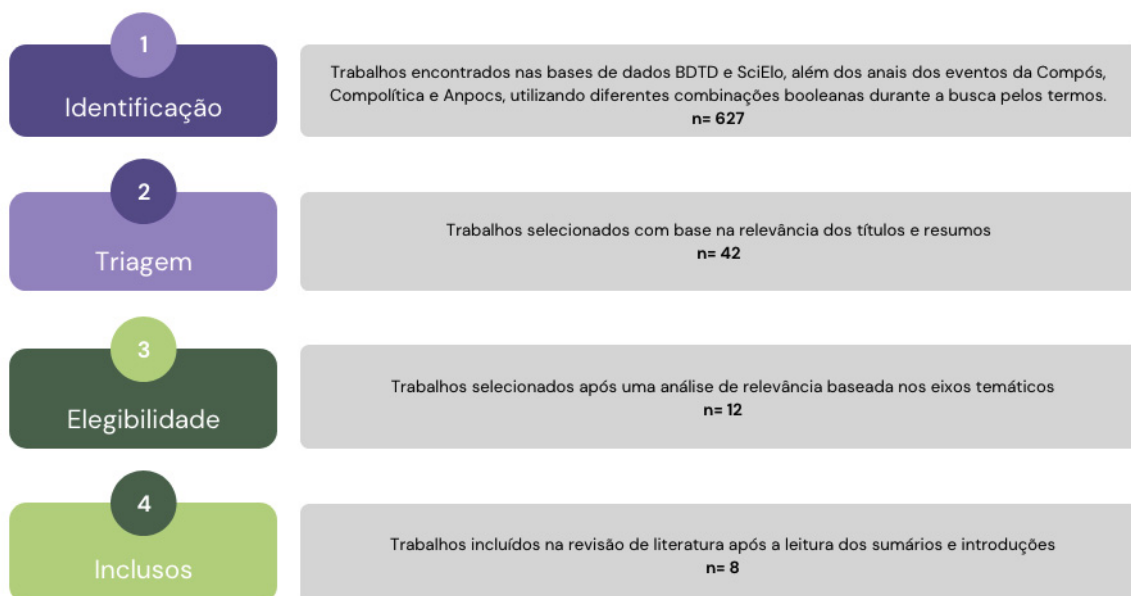 1
Identificação
Trabalhos encontrados nas bases de dados BDTD e SciElo, além dos anais dos eventos da Compós,
Compolítica e Anpocs, utilizando diferentes combinações booleanas durante a busca pelos termos.
n= 627
2
Triagem
Trabalhos selecionados com base na relevância dos títulos e resumos
n= 42
3
Elegibilidade
Trabalhos selecionados após uma análise de relevância baseada nos eixos temáticos
n= 12
4
Inclusos
Trabalhos incluídos na revisão de literatura após a leitura dos sumários e introduções
n= 8